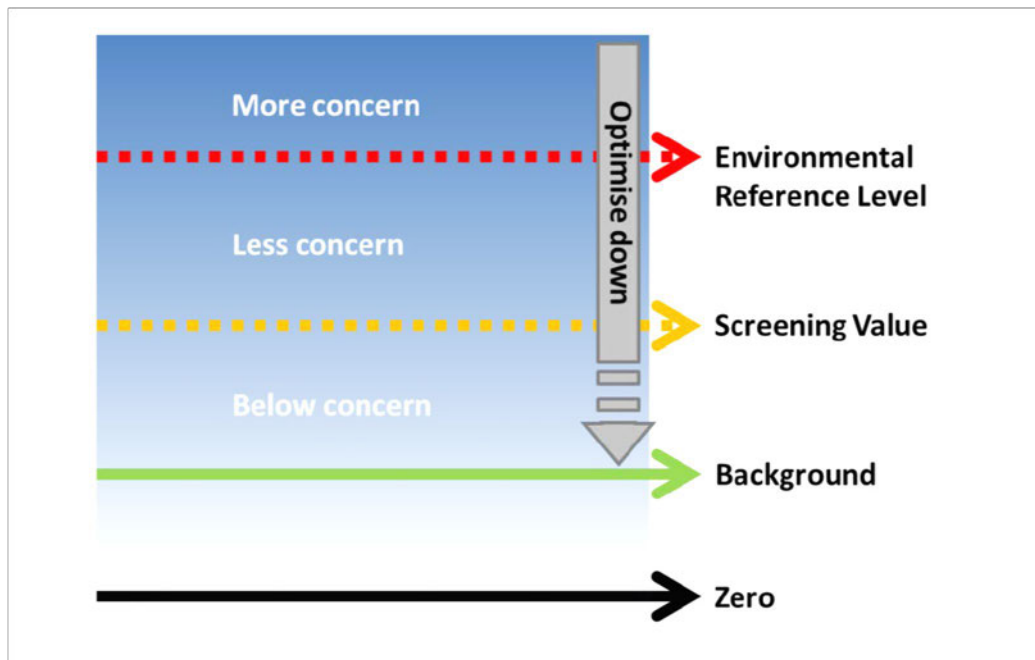 More concern
Optimise down
Environmental
Reference Level
Less concern
Screening Value
Below concern
Background
Zero